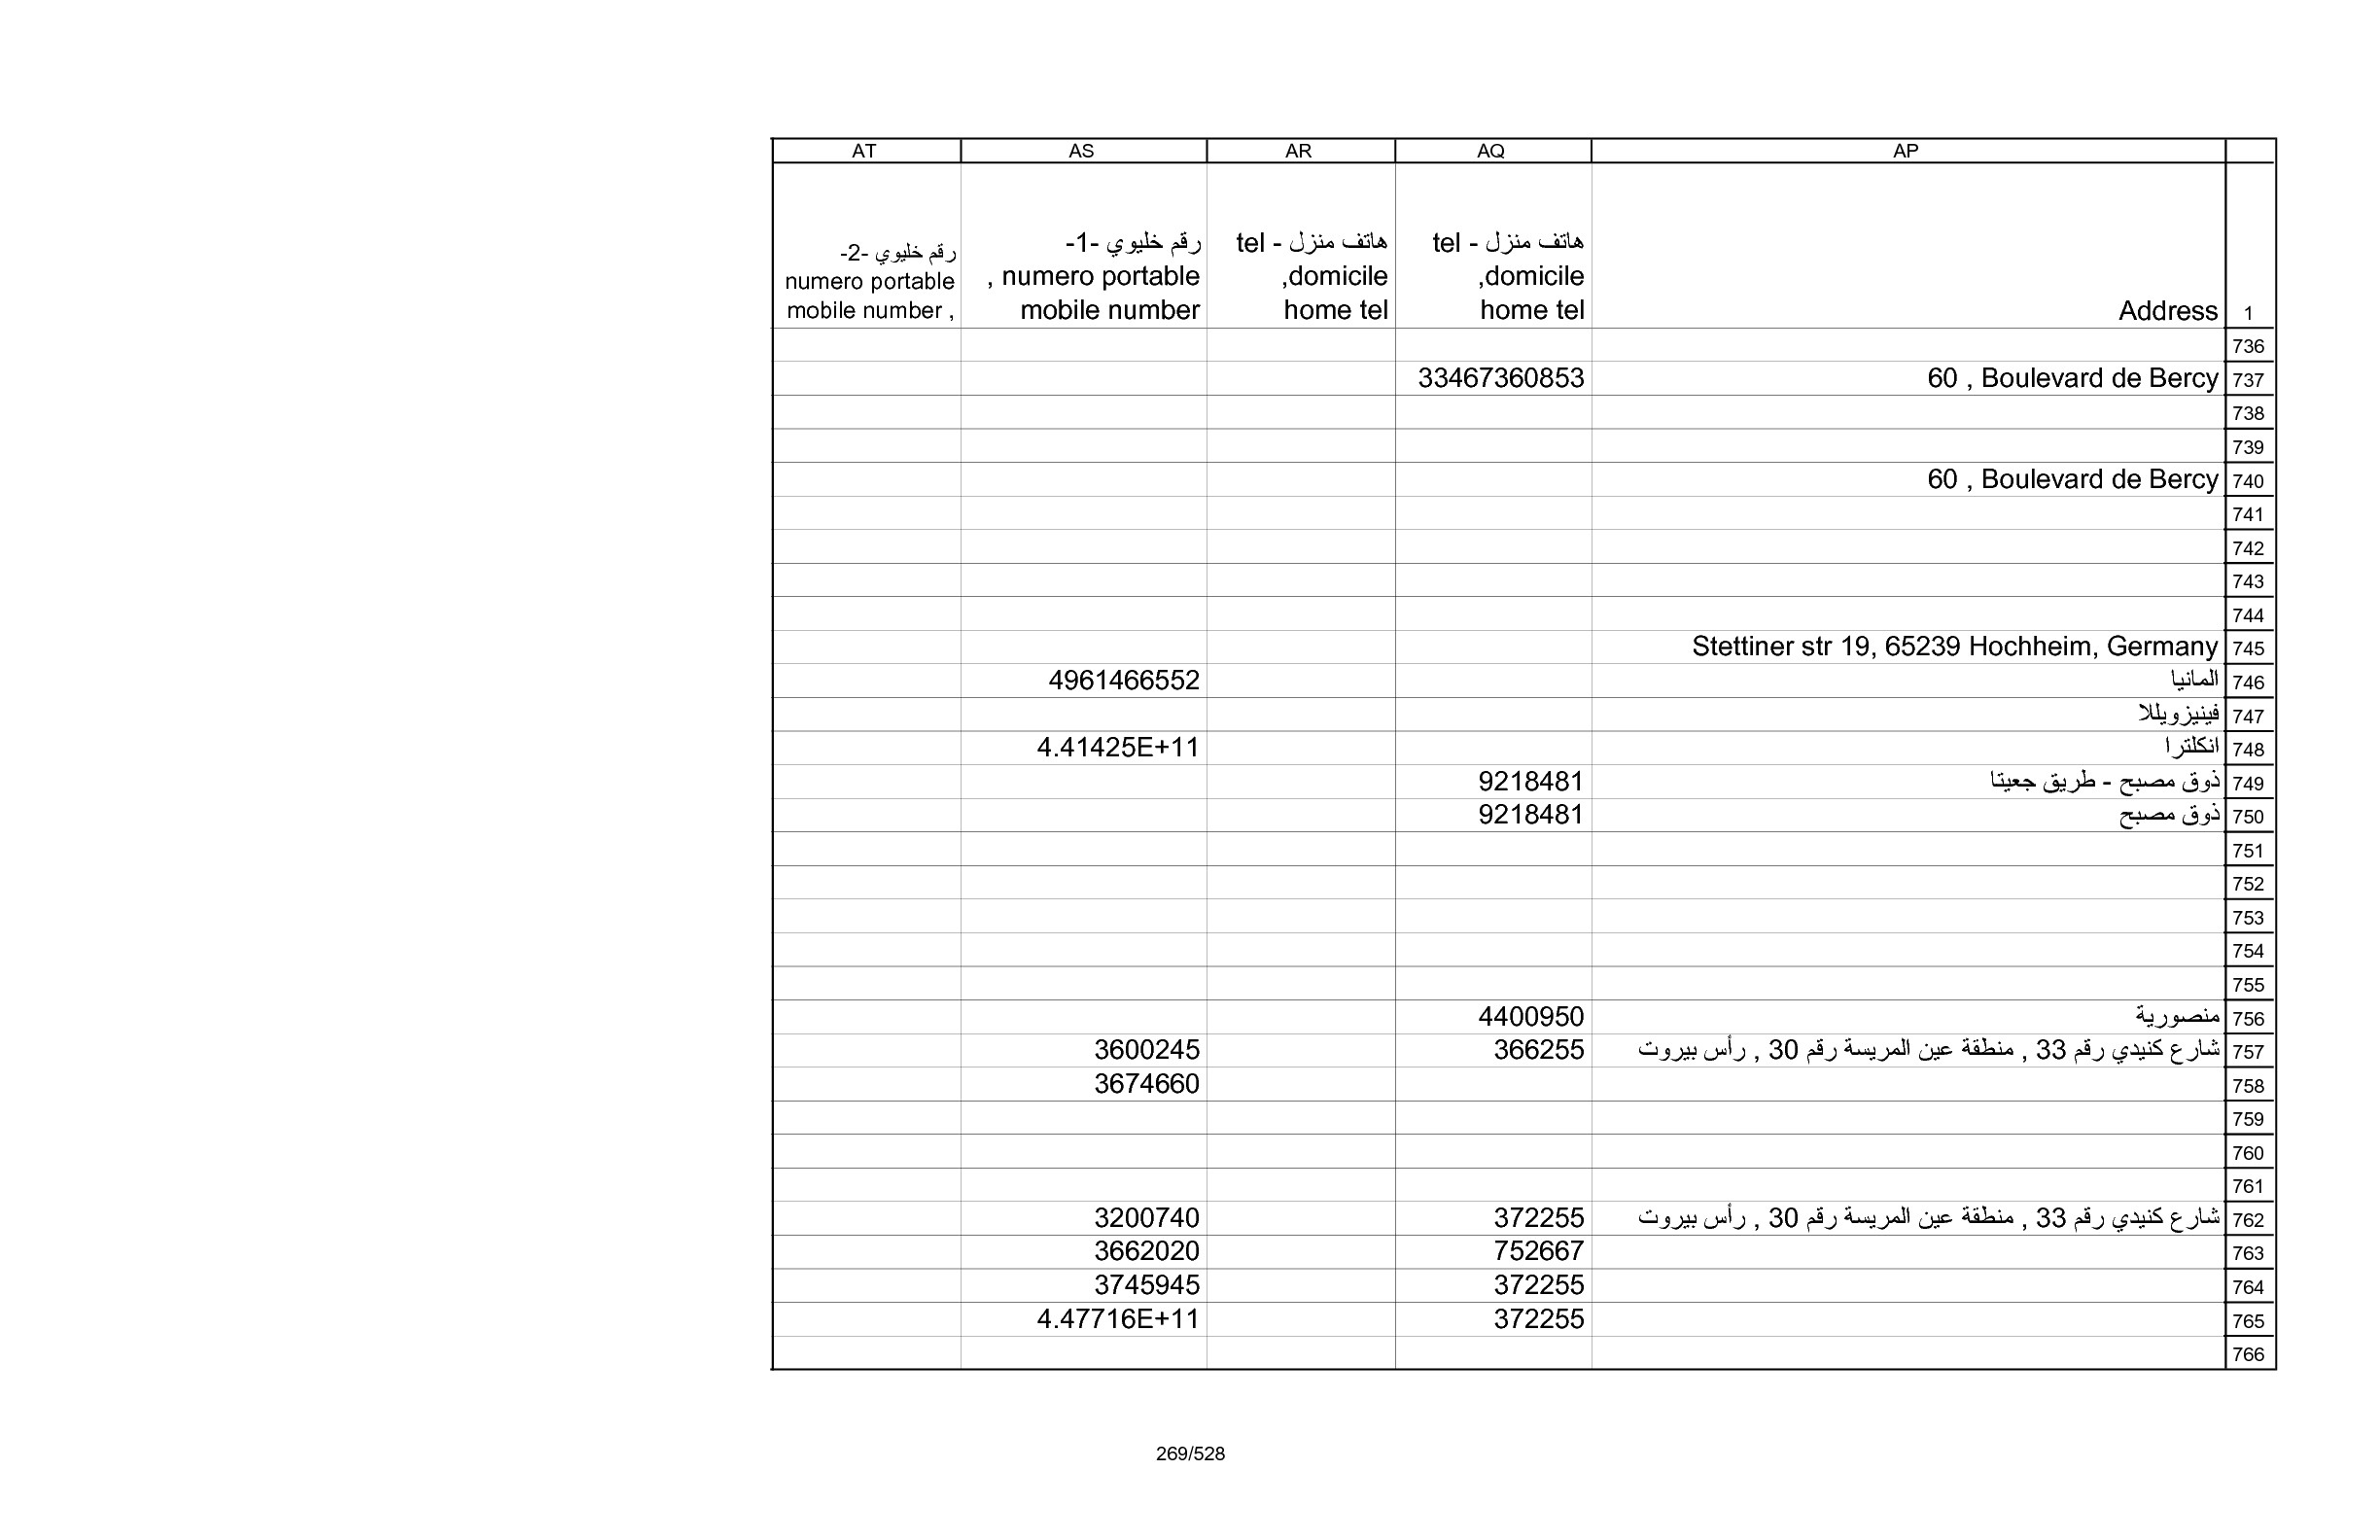 AP AQ AR AS AT
1 Address هاتف منزل - tel هاتف منزل - tel رقم خليوي -1- رقم خليوي -2-
domicile, domicile, numero portable , numero portable
home tel home tel mobile number mobile number ,
736
737 60 , Boulevard de Bercy 33467360853
738
739
740 60 , Boulevard de Bercy
741
742
743
744
745 Stettiner str 19, 65239 Hochheim, Germany
746 المانيا 4961466552
747 فينيزويللا
748 انكلترا 4.41425E+11
749 ذوق مصبح - طريق جعيتا 9218481
750 ذوق مصبح 9218481
751
752
753
754
755
756 منصورية 4400950
757 شارع كنيدي رقم 33 , منطقة عين المريسة رقم 30 , رأس بيروت 366255 3600245
758 3674660
759
760
761
762 شارع كنيدي رقم 33 , منطقة عين المريسة رقم 30 , رأس بيروت 372255 3200740
763 752667 3662020
764 372255 3745945
765 372255 4.47716E+11
766
269/528